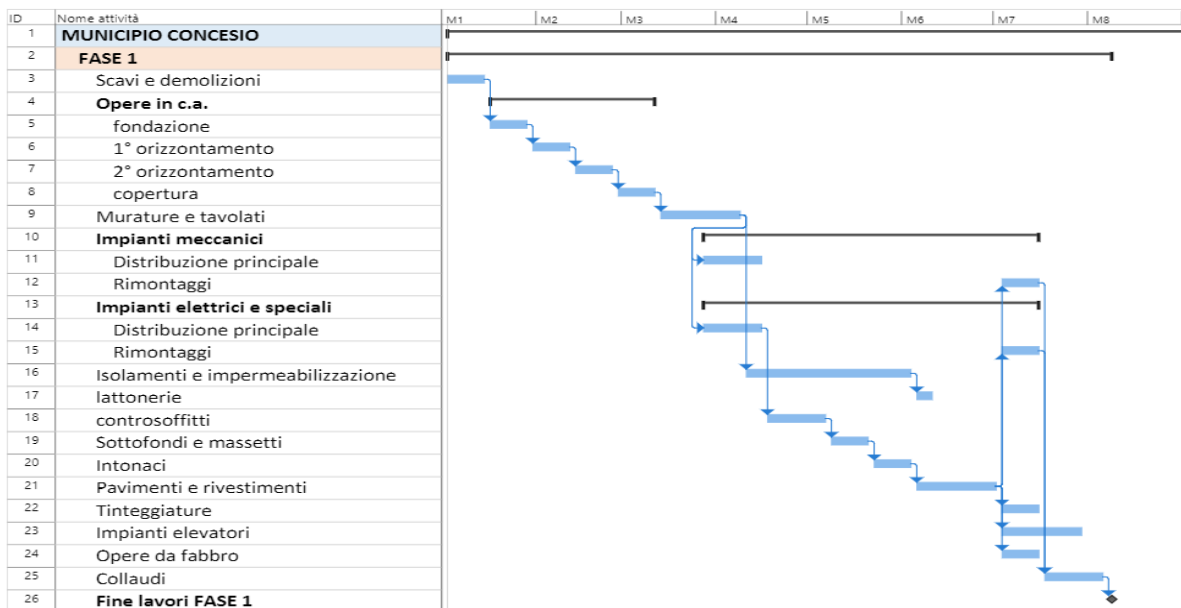 ID Nome attività M1 M2 M3 M4 M5 M6 M7 M8
1 MUNICIPIO CONCESIO
2 FASE 1
3 Scavi e demolizioni
4 Opere in c.a.
5 fondazione
6 1° orizzontamento
7 2° orizzontamento
8 copertura
9 Murature e tavolati
10 Impianti meccanici
11 Distribuzione principale
12 Rimontaggi
13 Impianti elettrici e speciali
14 Distribuzione principale
15 Rimontaggi
16 Isolamenti e impermeabilizzazione
17 lattonerie
18 controsoffitti
19 Sottofondi e massetti
20 Intonaci
21 Pavimenti e rivestimenti
22 Tinteggiature
23 Impianti elevatori
24 Opere da fabbro
25 Collaudi
26 Fine lavori FASE 1